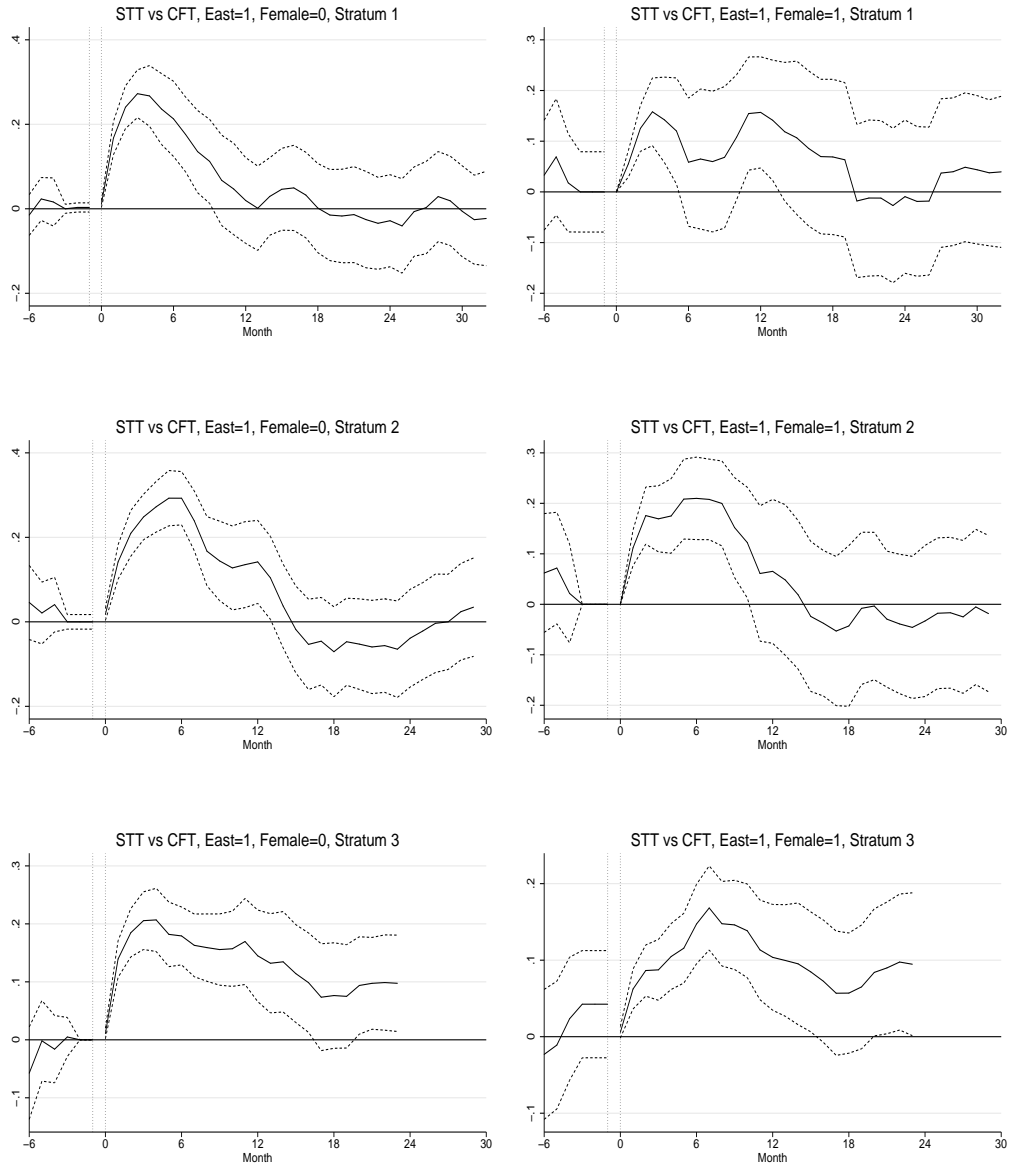 STT vs CFT, East=1, Female=0, Stratum 1
.4
.2
0
−.2
−6 0 6 12 18 24 30
Month
STT vs CFT, East=1, Female=1, Stratum 1
.3
.2
.1
0
−.1
−.2
−6 0 6 12 18 24 30
Month
STT vs CFT, East=1, Female=0, Stratum 2
.4
.2
0
−.2
−6 0 6 12 18 24 30
Month
STT vs CFT, East=1, Female=1, Stratum 2
.3
.2
.1
0
−.1
−.2
−6 0 6 12 18 24 30
Month
STT vs CFT, East=1, Female=0, Stratum 3
.3
.2
.1
0
−.1
−6 0 6 12 18 24 30
Month
STT vs CFT, East=1, Female=1, Stratum 3
.2
.1
0
−.1
−6 0 6 12 18 24 30
Month